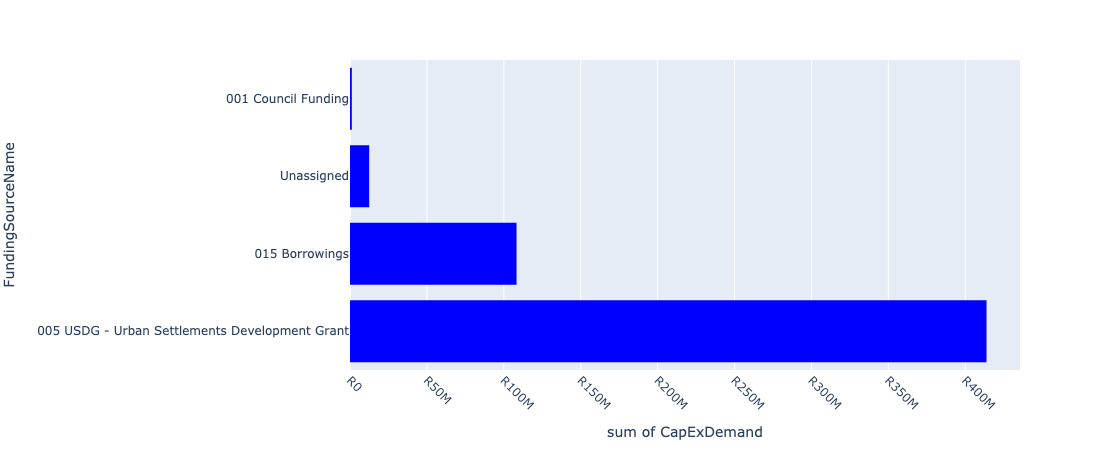 FundingSourceName
001 Council Funding
Unassigned
015 Borrowings
005 USDG - Urban Settlements Development Grant
R0
R50M
R100M
R150M
R200M
R250M
R300M
R350M
R400M
sum of CapExDemand